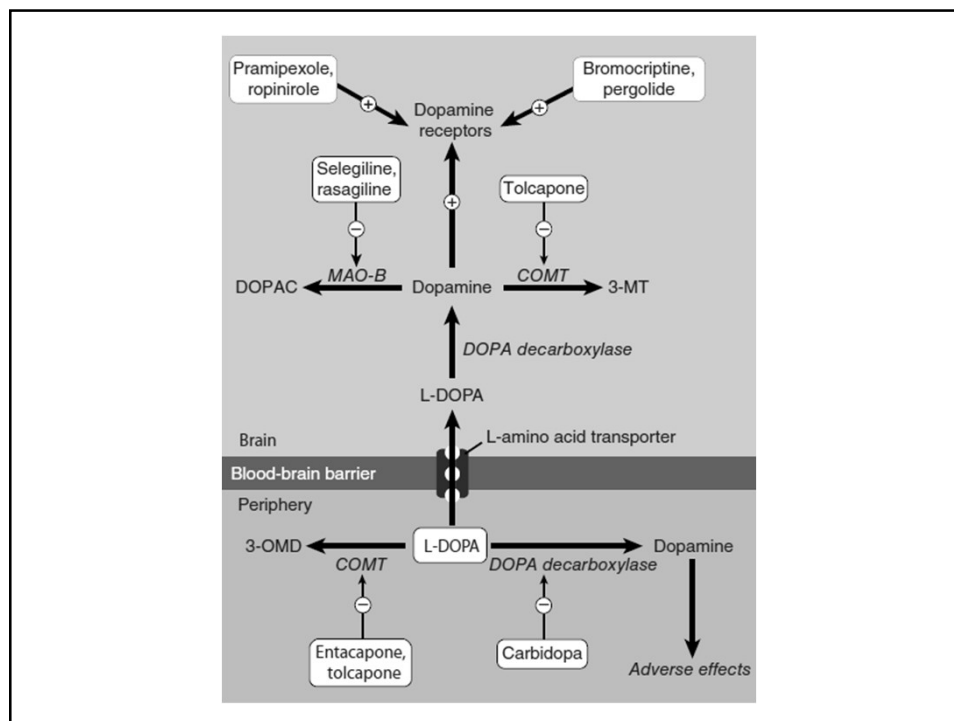 Pramipexole,
ropinirole
Bromocriptine,
pergolide
Dopamine
receptors
+
+
Selegiline,
rasagiline
Tolcapone
+
−
−
MAO-B
COMT
DOPAC
Dopamine
3-MT
DOPA decarboxylase
L-DOPA
L-amino acid transporter
Brain
Blood-brain barrier
Periphery
3-OMD
L-DOPA
Dopamine
COMT
DOPA decarboxylase
−
−
Entacapone,
tolcapone
Carbidopa
Adverse effects